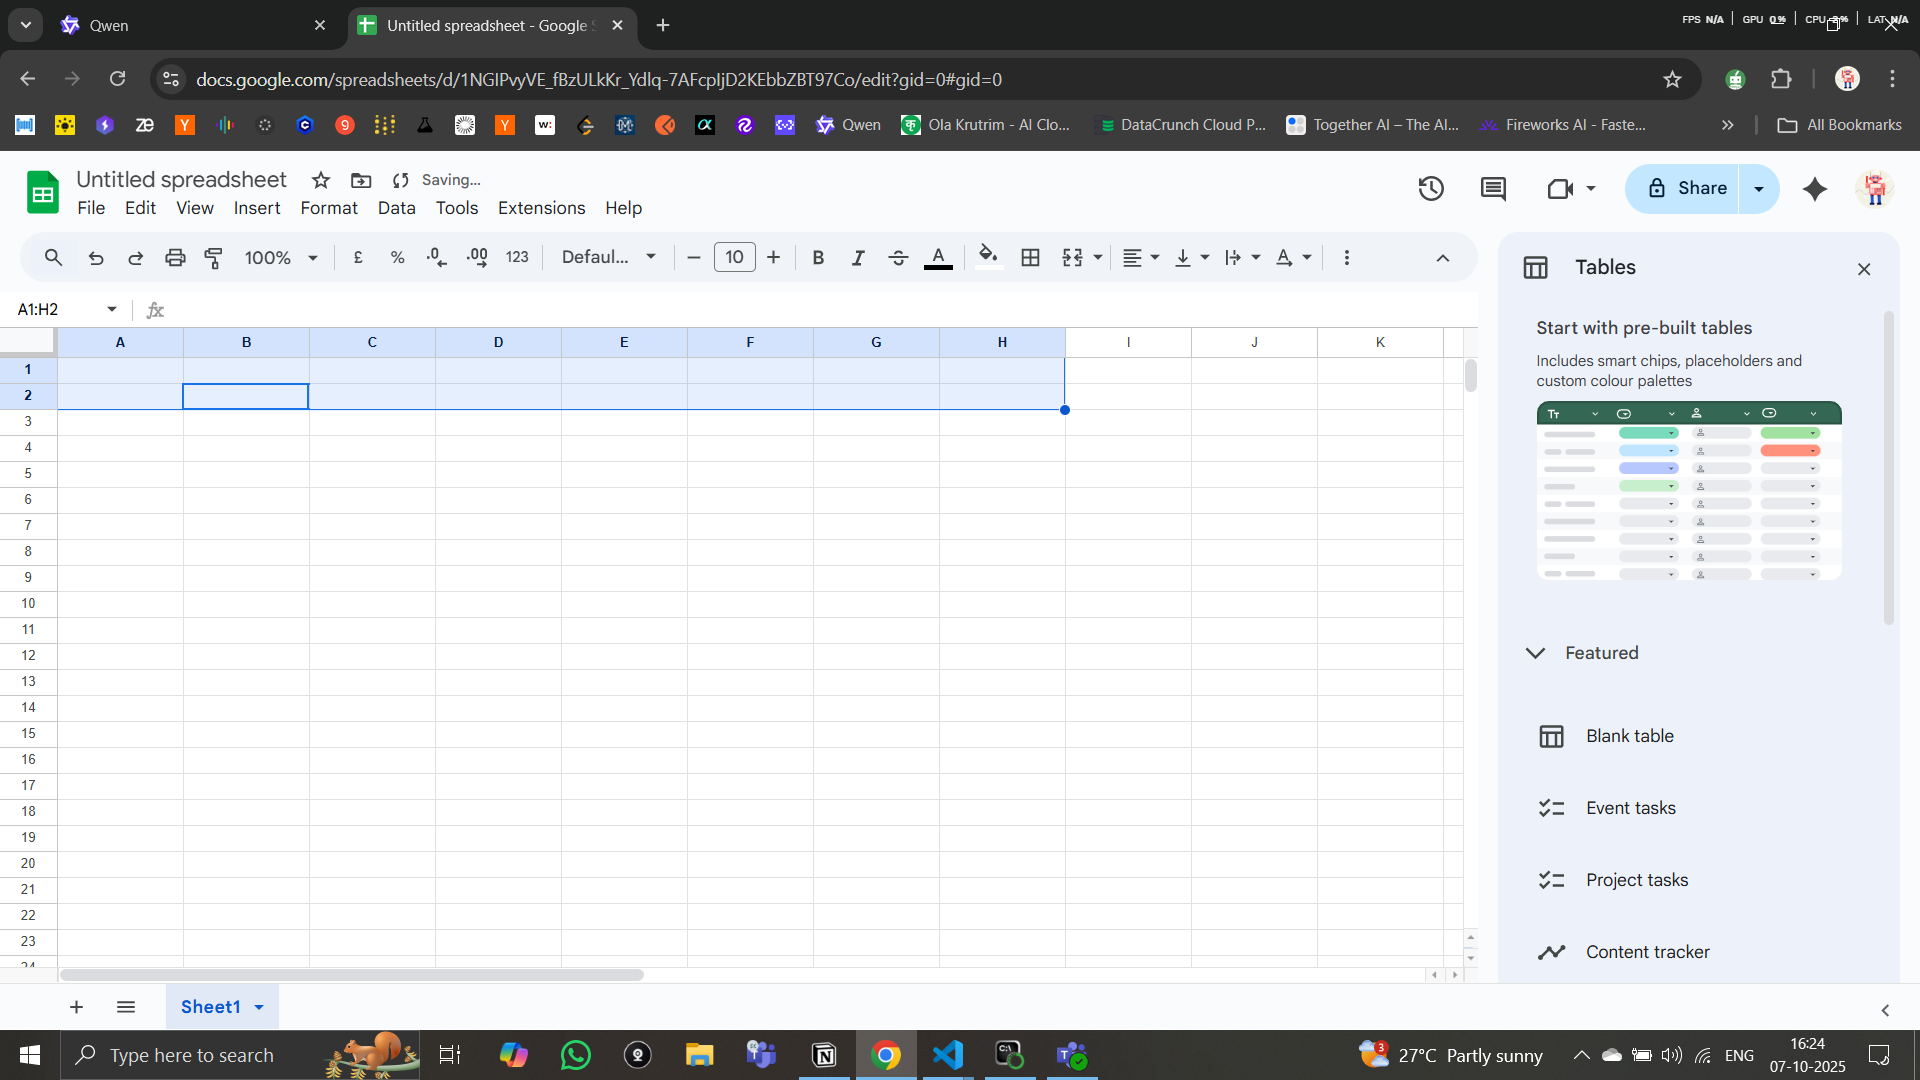 Qwen
Untitled spreadsheet - Google S
FPS N/A
GPU 0%
LAT N/A
docs.google.com/spreadsheets/d/1NGIPvyVE_fBzULkKr_Ydlq-7AFcpIjD2KEbbZBT97Co/edit?gid=0#gid=0
Qwen
Ola Krutrim - AI Clo...
DataCrunch Cloud P...
Together AI – The AI...
Fireworks AI - Faste...
All Bookmarks
Untitled spreadsheet
Saving...
File Edit View Insert Format Data Tools Extensions Help
Share
100%
£ % .0 .00 123
Defaul...
10
B I S A
Tables
A1:H2
fx
Start with pre-built tables
Includes smart chips, placeholders and
custom colour palettes
A B C D E F G H I J K
1
2
3
4
5
6
7
8
9
10
11
12
13
14
15
16
17
18
19
20
21
22
23
24
Featured
Blank table
Event tasks
Project tasks
Content tracker
Sheet1
Type here to search
27°C Partly sunny
ENG
16:24
07-10-2025